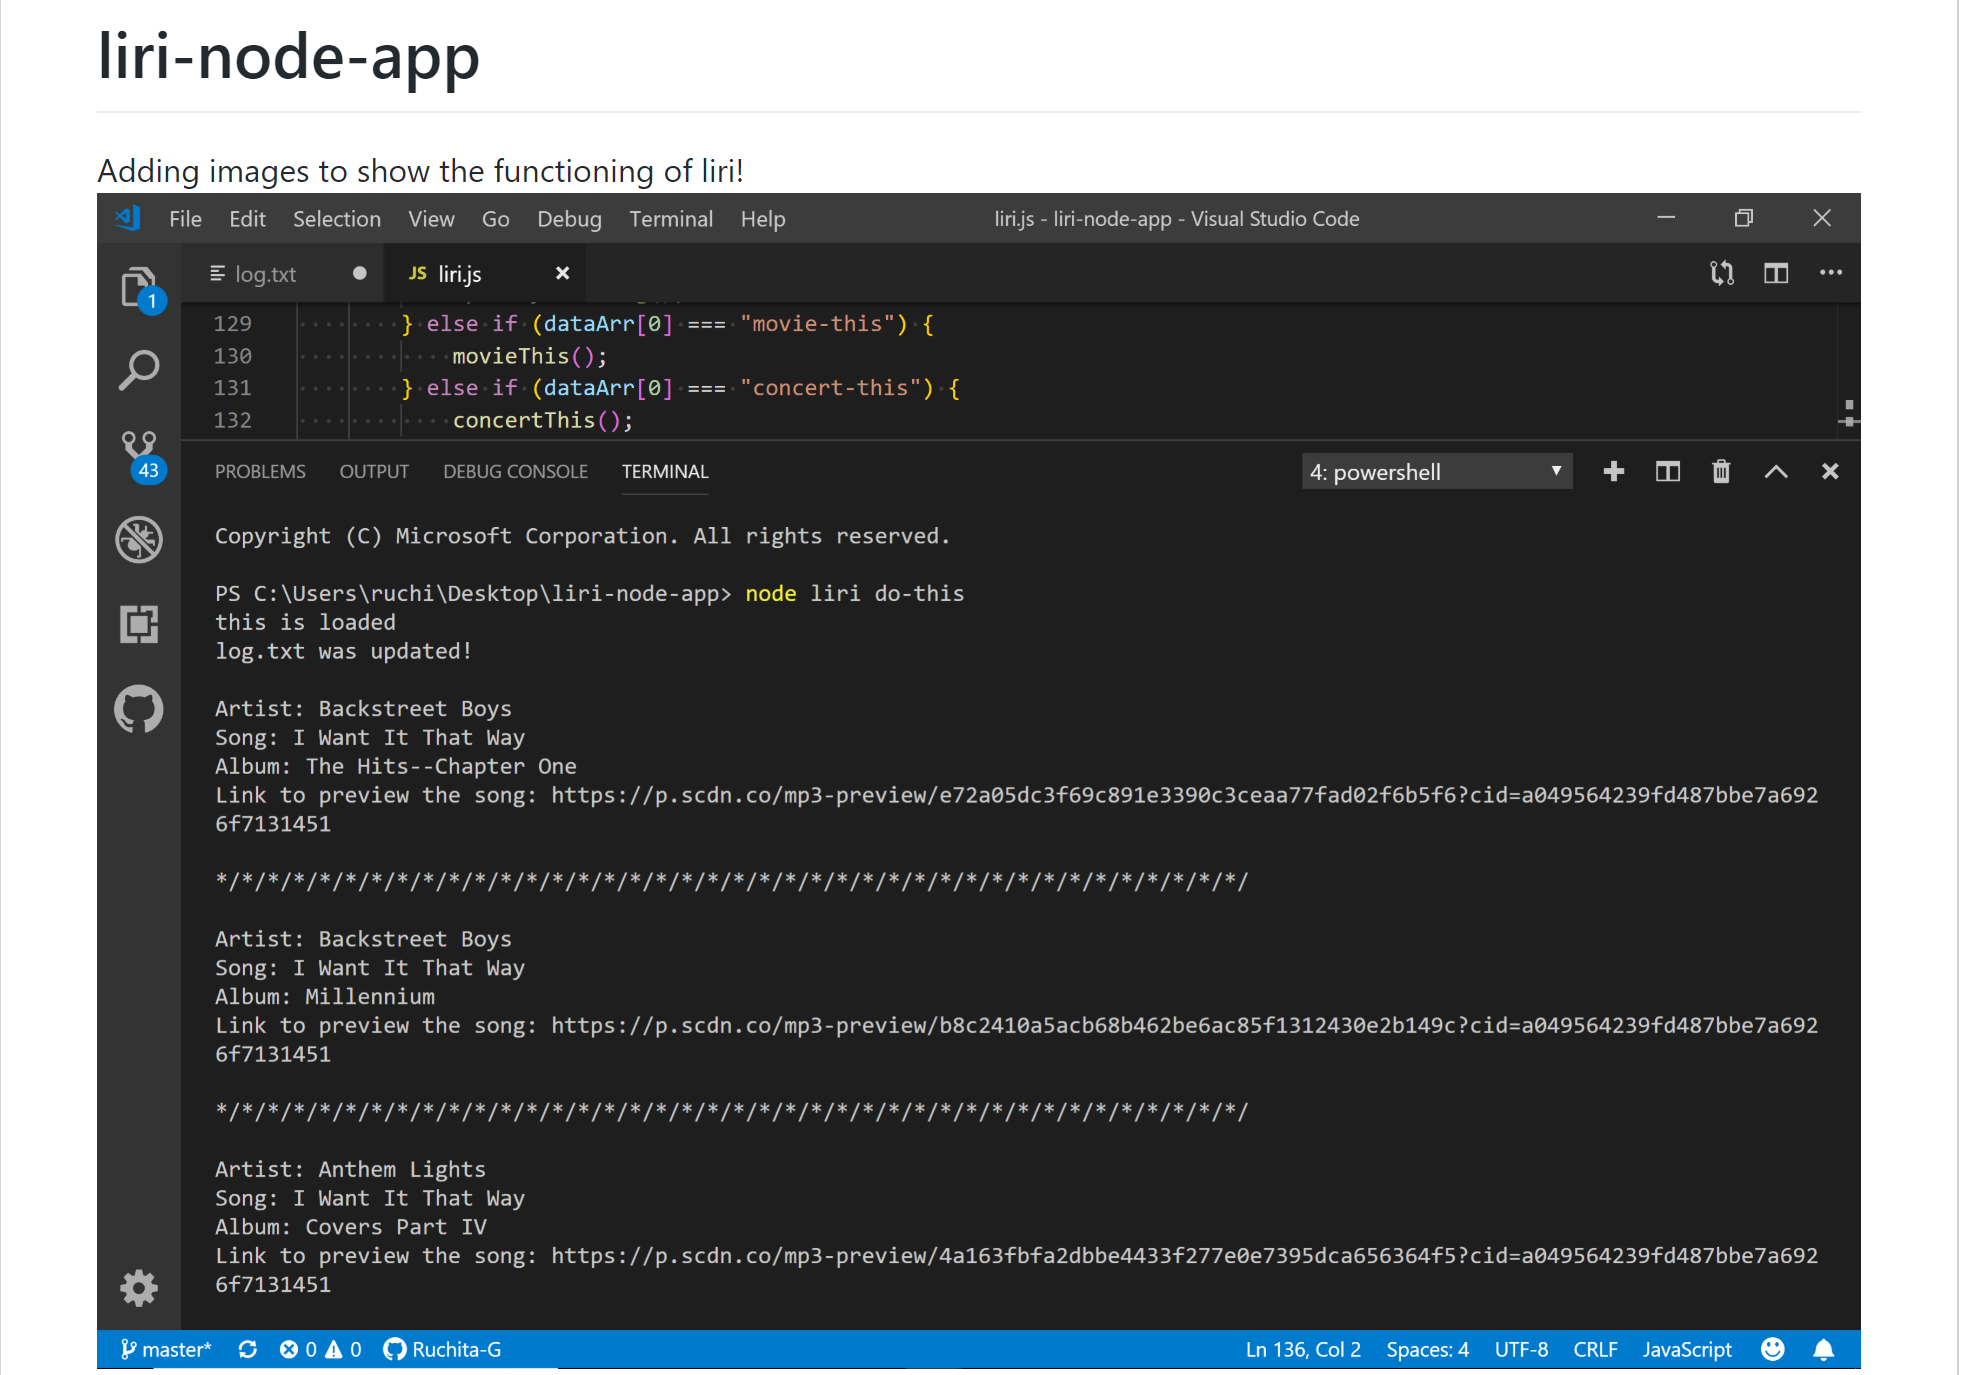 liri-node-app
Adding images to show the functioning of liri!
File Edit Selection View Go Debug Terminal Help liri.js - liri-node-app - Visual Studio Code
log.txt JS liri.js
1
129 } else if (dataArr[0] === "movie-this") {
130 movieThis();
131 } else if (dataArr[0] === "concert-this") {
132 concertThis();
43
PROBLEMS OUTPUT DEBUG CONSOLE TERMINAL 4: powershell
Copyright (C) Microsoft Corporation. All rights reserved.
PS C:\Users\ruchi\Desktop\liri-node-app> node liri do-this
this is loaded
log.txt was updated!
Artist: Backstreet Boys
Song: I Want It That Way
Album: The Hits--Chapter One
Link to preview the song: https://p.scdn.co/mp3-preview/e72a05dc3f69c891e3390c3ceaa77fad02f6b5f6?cid=a049564239fd487bbe7a692
6f7131451
*/*/*/*/*/*/*/*/*/*/*/*/*/*/*/*/*/*/*/*/*/*/*/*/*/*/*/*/*/*/*/*/*/*/*/*/*/*/*/*/
Artist: Backstreet Boys
Song: I Want It That Way
Album: Millennium
Link to preview the song: https://p.scdn.co/mp3-preview/b8c2410a5acb68b462be6ac85f1312430e2b149c?cid=a049564239fd487bbe7a692
6f7131451
*/*/*/*/*/*/*/*/*/*/*/*/*/*/*/*/*/*/*/*/*/*/*/*/*/*/*/*/*/*/*/*/*/*/*/*/*/*/*/*/
Artist: Anthem Lights
Song: I Want It That Way
Album: Covers Part IV
Link to preview the song: https://p.scdn.co/mp3-preview/4a163fbfa2dbbe4433f277e0e7395dca656364f5?cid=a049564239fd487bbe7a692
6f7131451
master* 0 0 Ruchita-G Ln 136, Col 2 Spaces: 4 UTF-8 CRLF JavaScript